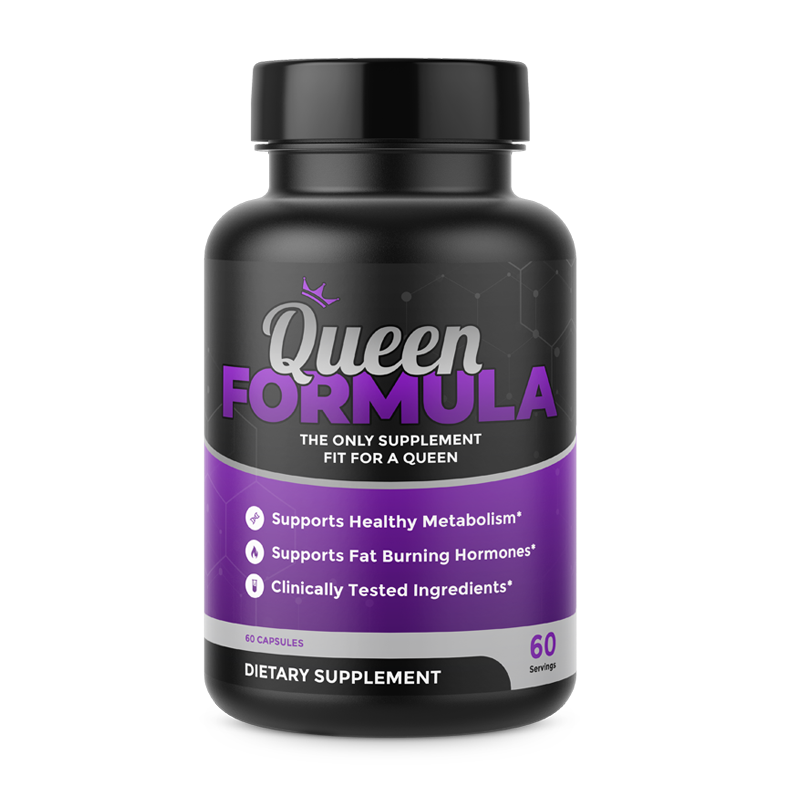 Queen
FORMULA
THE ONLY SUPPLEMENT
FIT FOR A QUEEN
Supports Healthy Metabolism*
Supports Fat Burning Hormones*
Clinically Tested Ingredients*
60 CAPSULES
60
Servings
DIETARY SUPPLEMENT